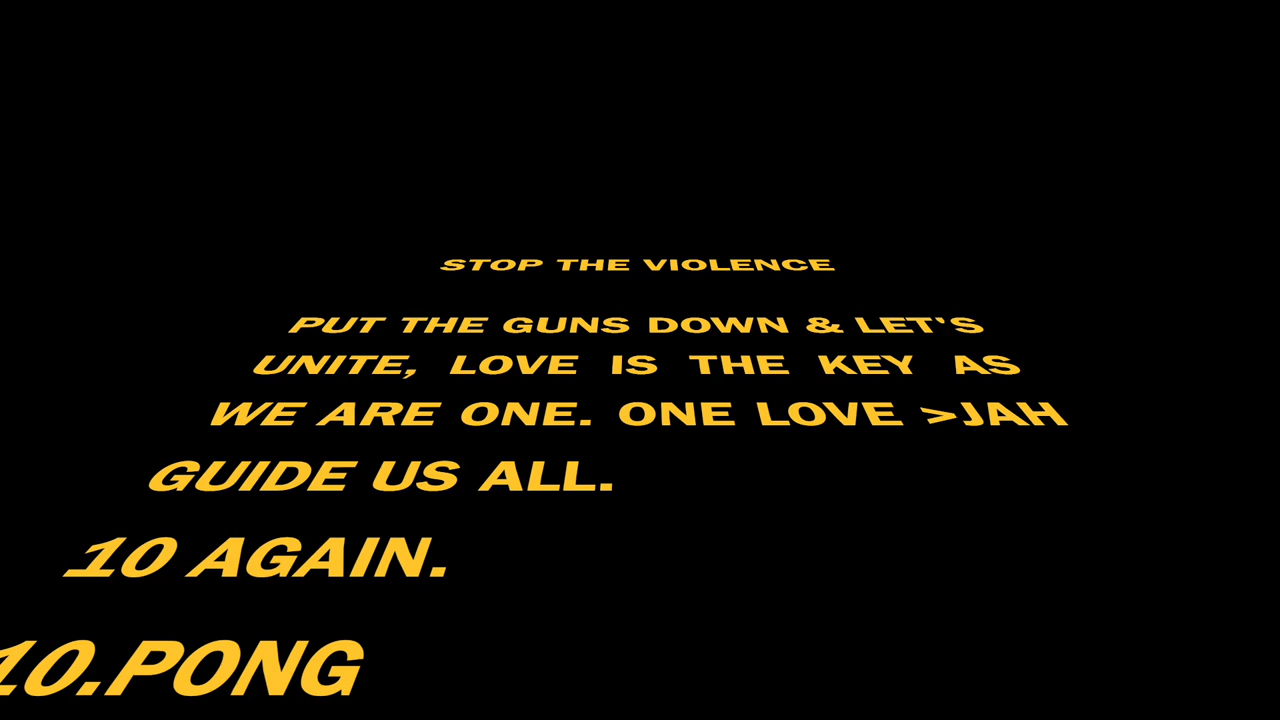 STOP THE VIOLENCE
PUT THE GUNS DOWN & LET'S
UNITE, LOVE IS THE KEY AS
WE ARE ONE. ONE LOVE >JAH
GUIDE US ALL.
10 AGAIN.
10.PONG